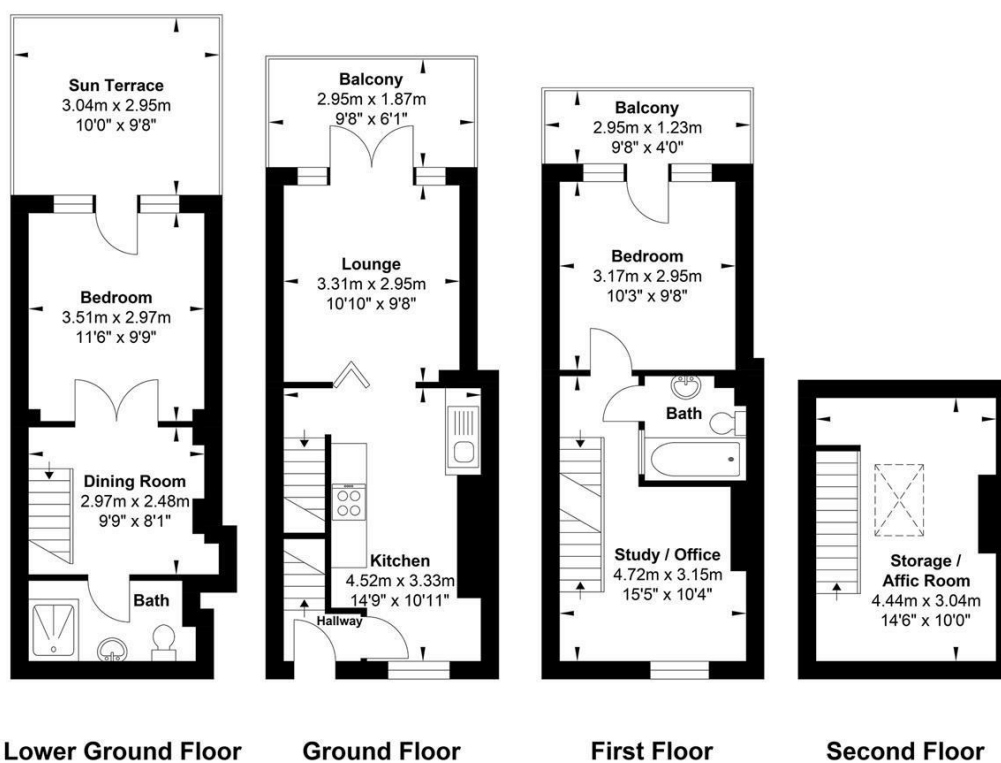 Sun Terrace
3.04m x 2.95m
10'0" x 9'8"
Bedroom
3.51m x 2.97m
11'6" x 9'9"
Dining Room
2.97m x 2.48m
9'9" x 8'1"
Bath
Lower Ground Floor
Balcony
2.95m x 1.87m
9'8" x 6'1"
Lounge
3.31m x 2.95m
10'10" x 9'8"
Kitchen
4.52m x 3.33m
14'9" x 10'11"
Hallway
Ground Floor
Balcony
2.95m x 1.23m
9'8" x 4'0"
Bedroom
3.17m x 2.95m
10'3" x 9'8"
Bath
Study / Office
4.72m x 3.15m
15'5" x 10'4"
First Floor
Storage /
Affic Room
4.44m x 3.04m
14'6" x 10'0"
Second Floor